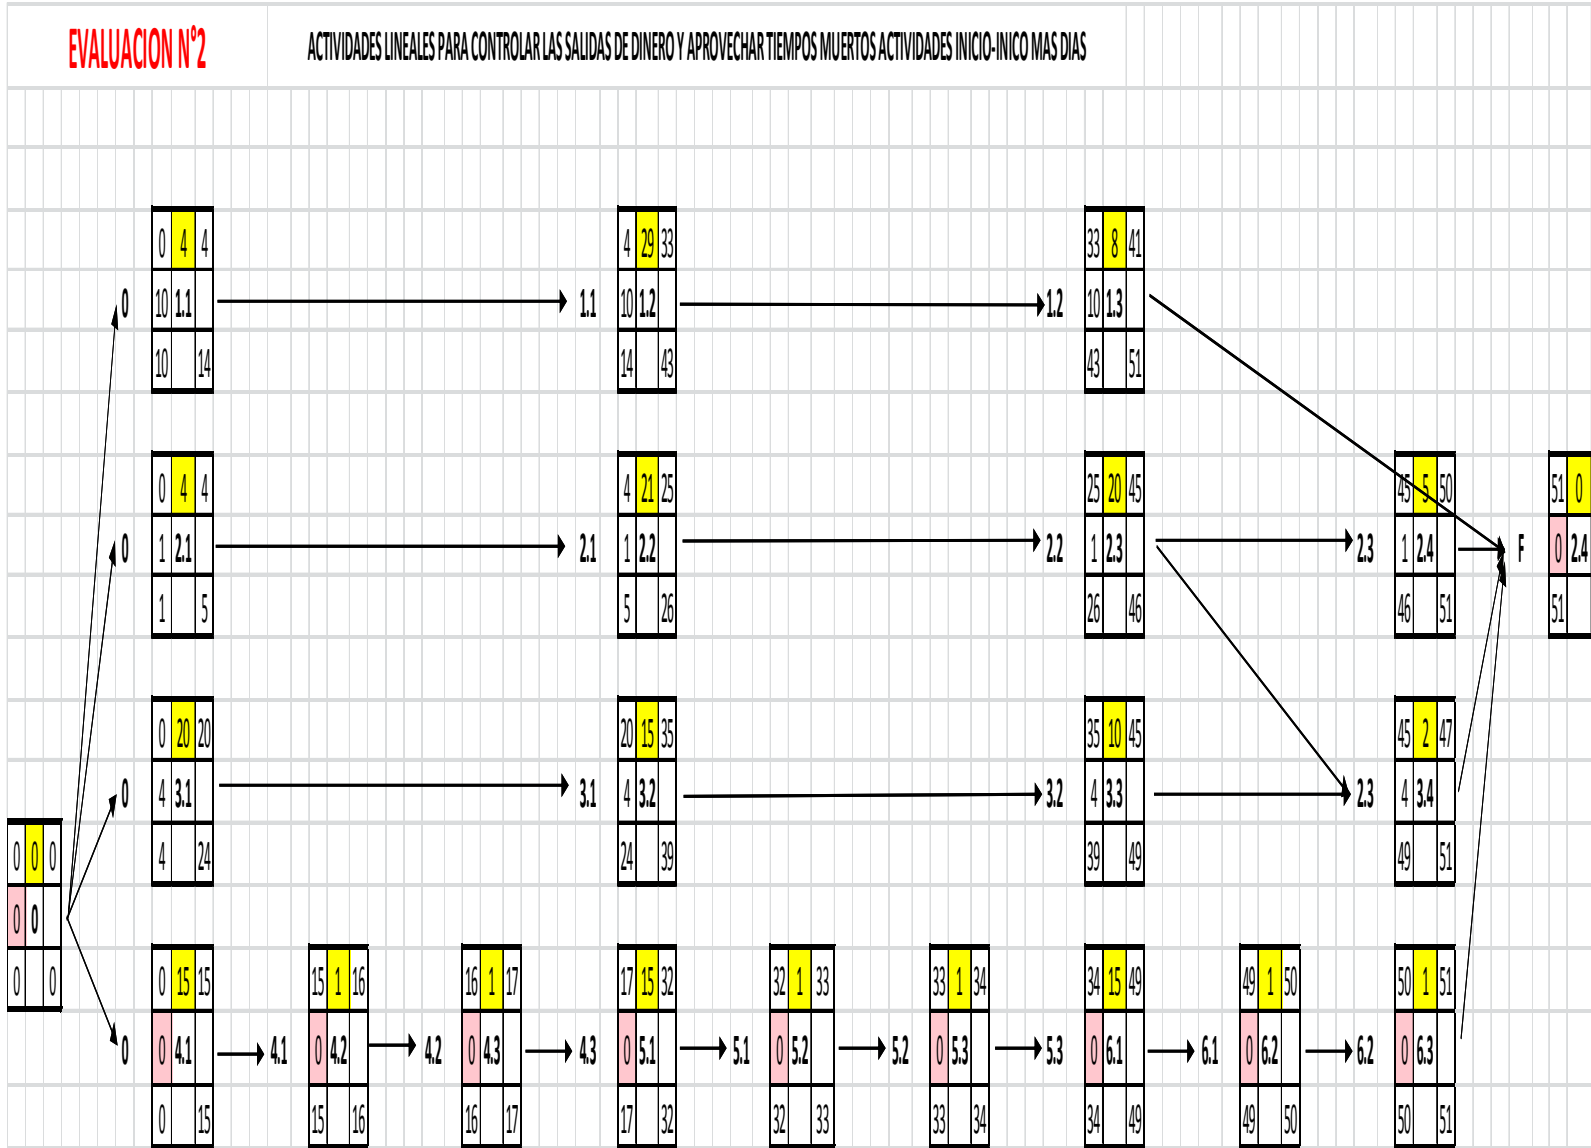 EVALUACION N°2 ACTIVIDADES LINEALES PARA CONTROLAR LAS SALIDAS DE DINERO Y APROVECHAR TIEMPOS MUERTOS ACTIVIDADES INICIO-INICO MAS DIAS
0 4 4 4 29 33 33 8 41
0 10 1.1 1.1 10 1.2 1.2 10 1.3
10 14 14 43 43 51
0 4 4 4 21 25 25 20 45 45 5 50 51 0
0 1 2.1 2.1 1 2.2 2.2 1 2.3 2.3 1 2.4 F 0 2.4
1 5 5 26 26 46 46 51 51
0 20 20 20 15 35 35 10 45 45 2 47
0 4 3.1 3.1 4 3.2 3.2 4 3.3 2.3 4 3.4
4 24 24 39 39 49 49 51
0 0 0
0 0
0 0
0 15 15 15 1 16 16 1 17 17 15 32 32 1 33 33 1 34 34 15 49 49 1 50 50 1 51
0 0 4.1 4.1 0 4.2 4.2 0 4.3 4.3 0 5.1 5.1 0 5.2 5.2 0 5.3 5.3 0 6.1 6.1 0 6.2 6.2 0 6.3
0 15 15 16 16 17 17 32 32 33 33 34 34 49 49 50 50 51